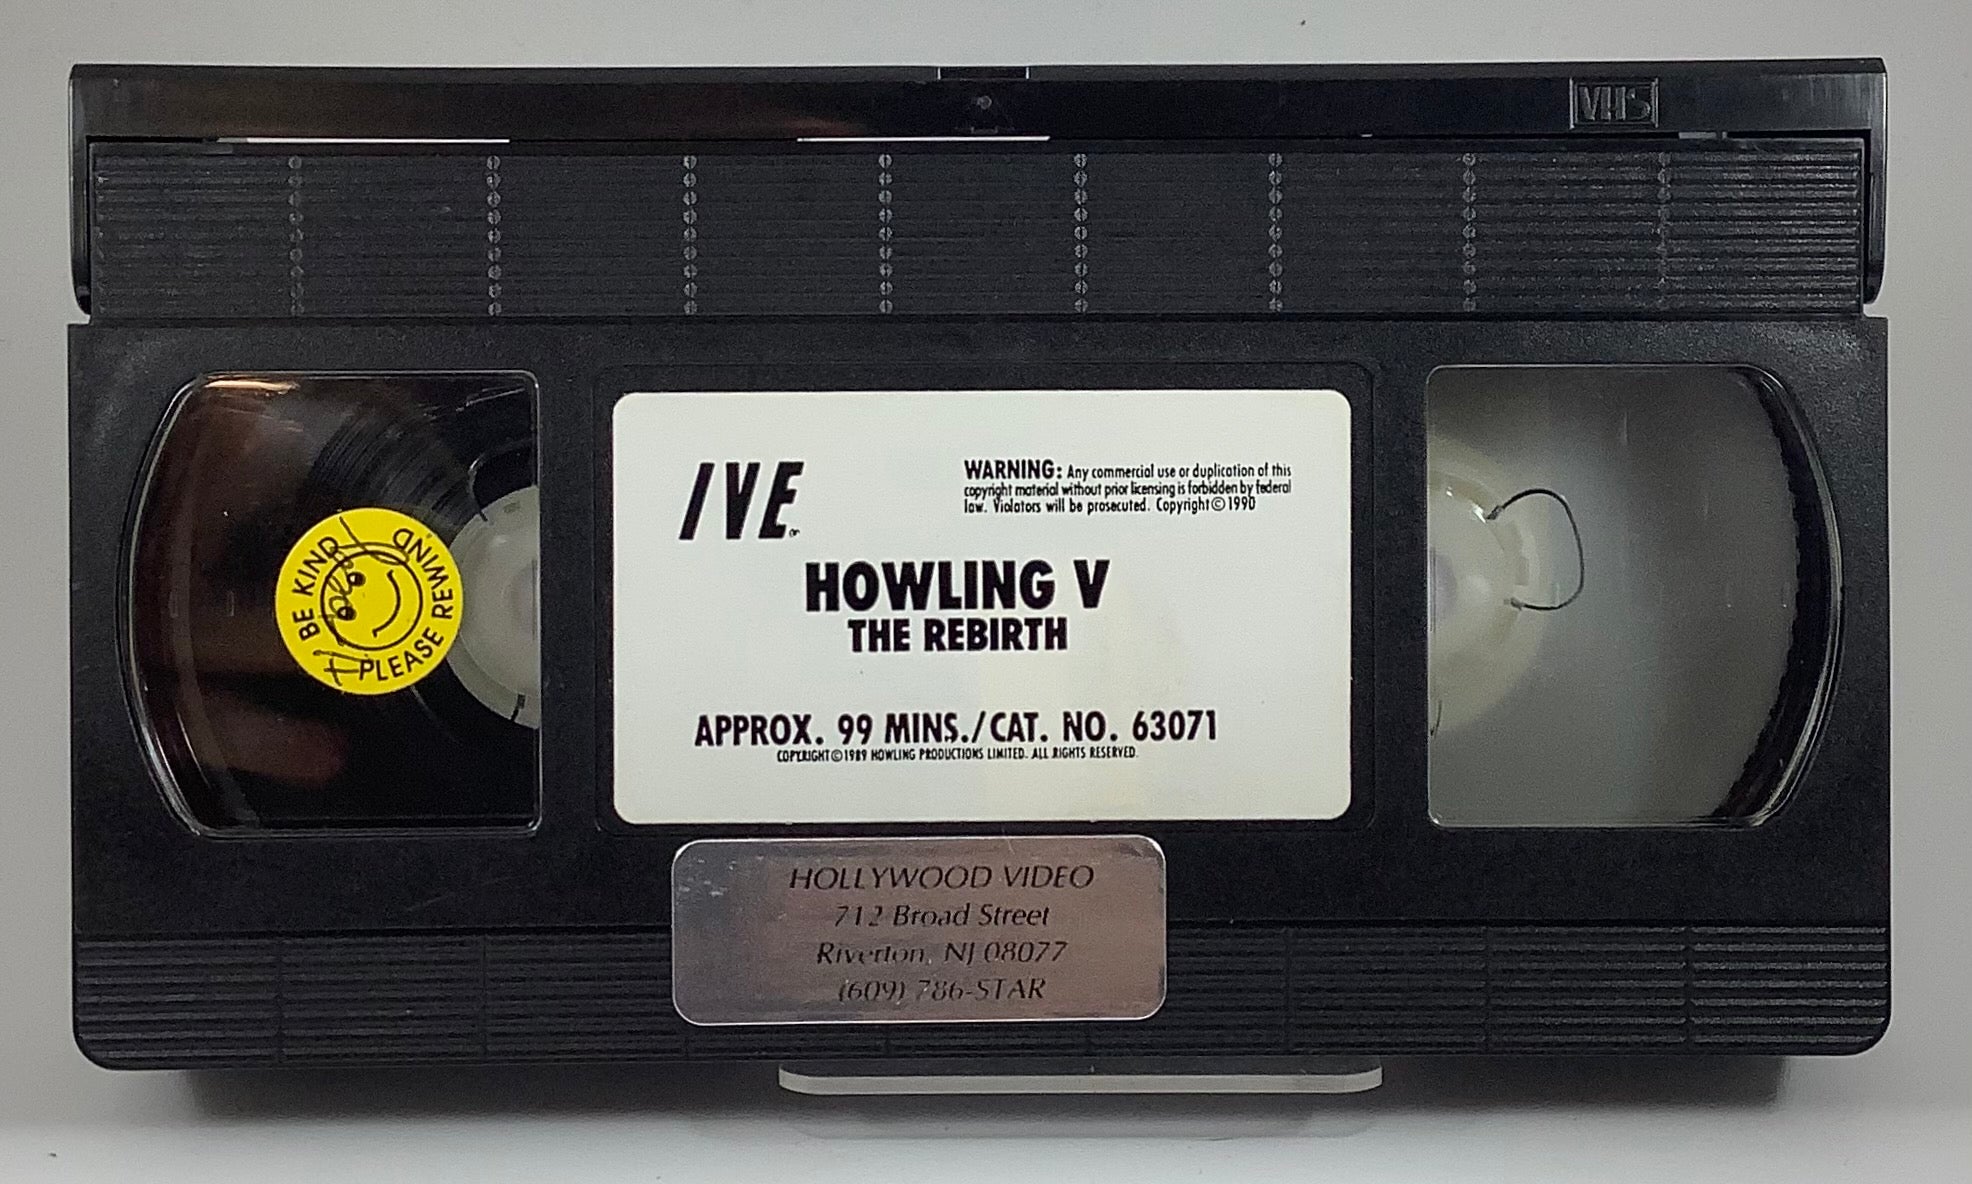 VHS
IVE
WARNING: Any commercial use or duplication of this
copyright material without prior licensing is forbidden by federal
law. Violators will be prosecuted. Copyright © 1990
HOWLING V
THE REBIRTH
APPROX. 99 MINS./CAT. NO. 63071
COPYRIGHT © 1989 HOWLING PRODUCTIONS LIMITED. ALL RIGHTS RESERVED.
BE KIND
PLEASE REWIND
HOLLYWOOD VIDEO
712 Broad Street
Riverton, NJ 08077
(609) 786-STAR